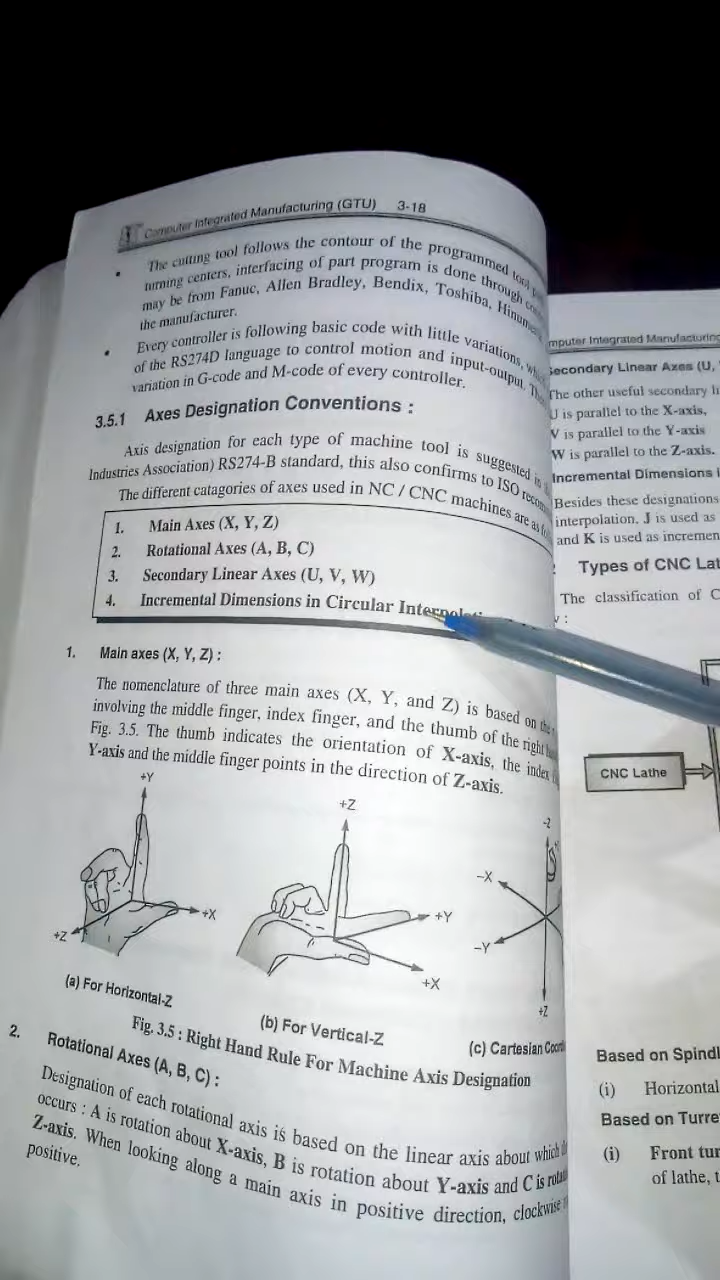 Computer Integrated Manufacturing (GTU) 3-18
• The cutting tool follows the contour of the programmed tool
turning centers, interfacing of part program is done through
may be from Fanuc, Allen Bradley, Bendix, Toshiba,
the manufacturer.
• Every controller is following basic code with little variations,
of the RS274D language to control motion and input-output.
variation in G-code and M-code of every controller.
3.5.1 Axes Designation Conventions :
Axis designation for each type of machine tool is suggested
Industries Association) RS274-B standard, this also confirms to ISO
The different catagories of axes used in NC / CNC machines are as
1. Main Axes (X, Y, Z)
2. Rotational Axes (A, B, C)
3. Secondary Linear Axes (U, V, W)
4. Incremental Dimensions in Circular
1. Main axes (X, Y, Z) :
The nomenclature of three main axes (X, Y, and Z) is based on
involving the middle finger, index finger, and the thumb of the right
Fig. 3.5. The thumb indicates the orientation of X-axis, the index
Y-axis and the middle finger points in the direction of Z-axis.
+Y
+X
+Z
(a) For Horizontal-Z
+Z
+Y
+X
(b) For Vertical-Z
-Z
–X
–Y
+Z
(c) Cartesian
Fig. 3.5 : Right Hand Rule For Machine Axis Designation
2. Rotational Axes (A, B, C) :
Designation of each rotational axis is based on the linear axis about which
occurs : A is rotation about X-axis, B is rotation about Y-axis and C is
Z-axis. When looking along a main axis in positive direction, clockwise
positive.
Integrated
Secondary Linear Axes (U,
The other useful secondary
U is parallel to the X-axis,
V is parallel to the Y-axis
W is parallel to the Z-axis.
Incremental Dimensions
Besides these designations
interpolation, J is used as
and K is used as
Types of CNC
The classification of
CNC Lathe
Based on
(i) Horizontal
Based on
(i) Front
of lathe,